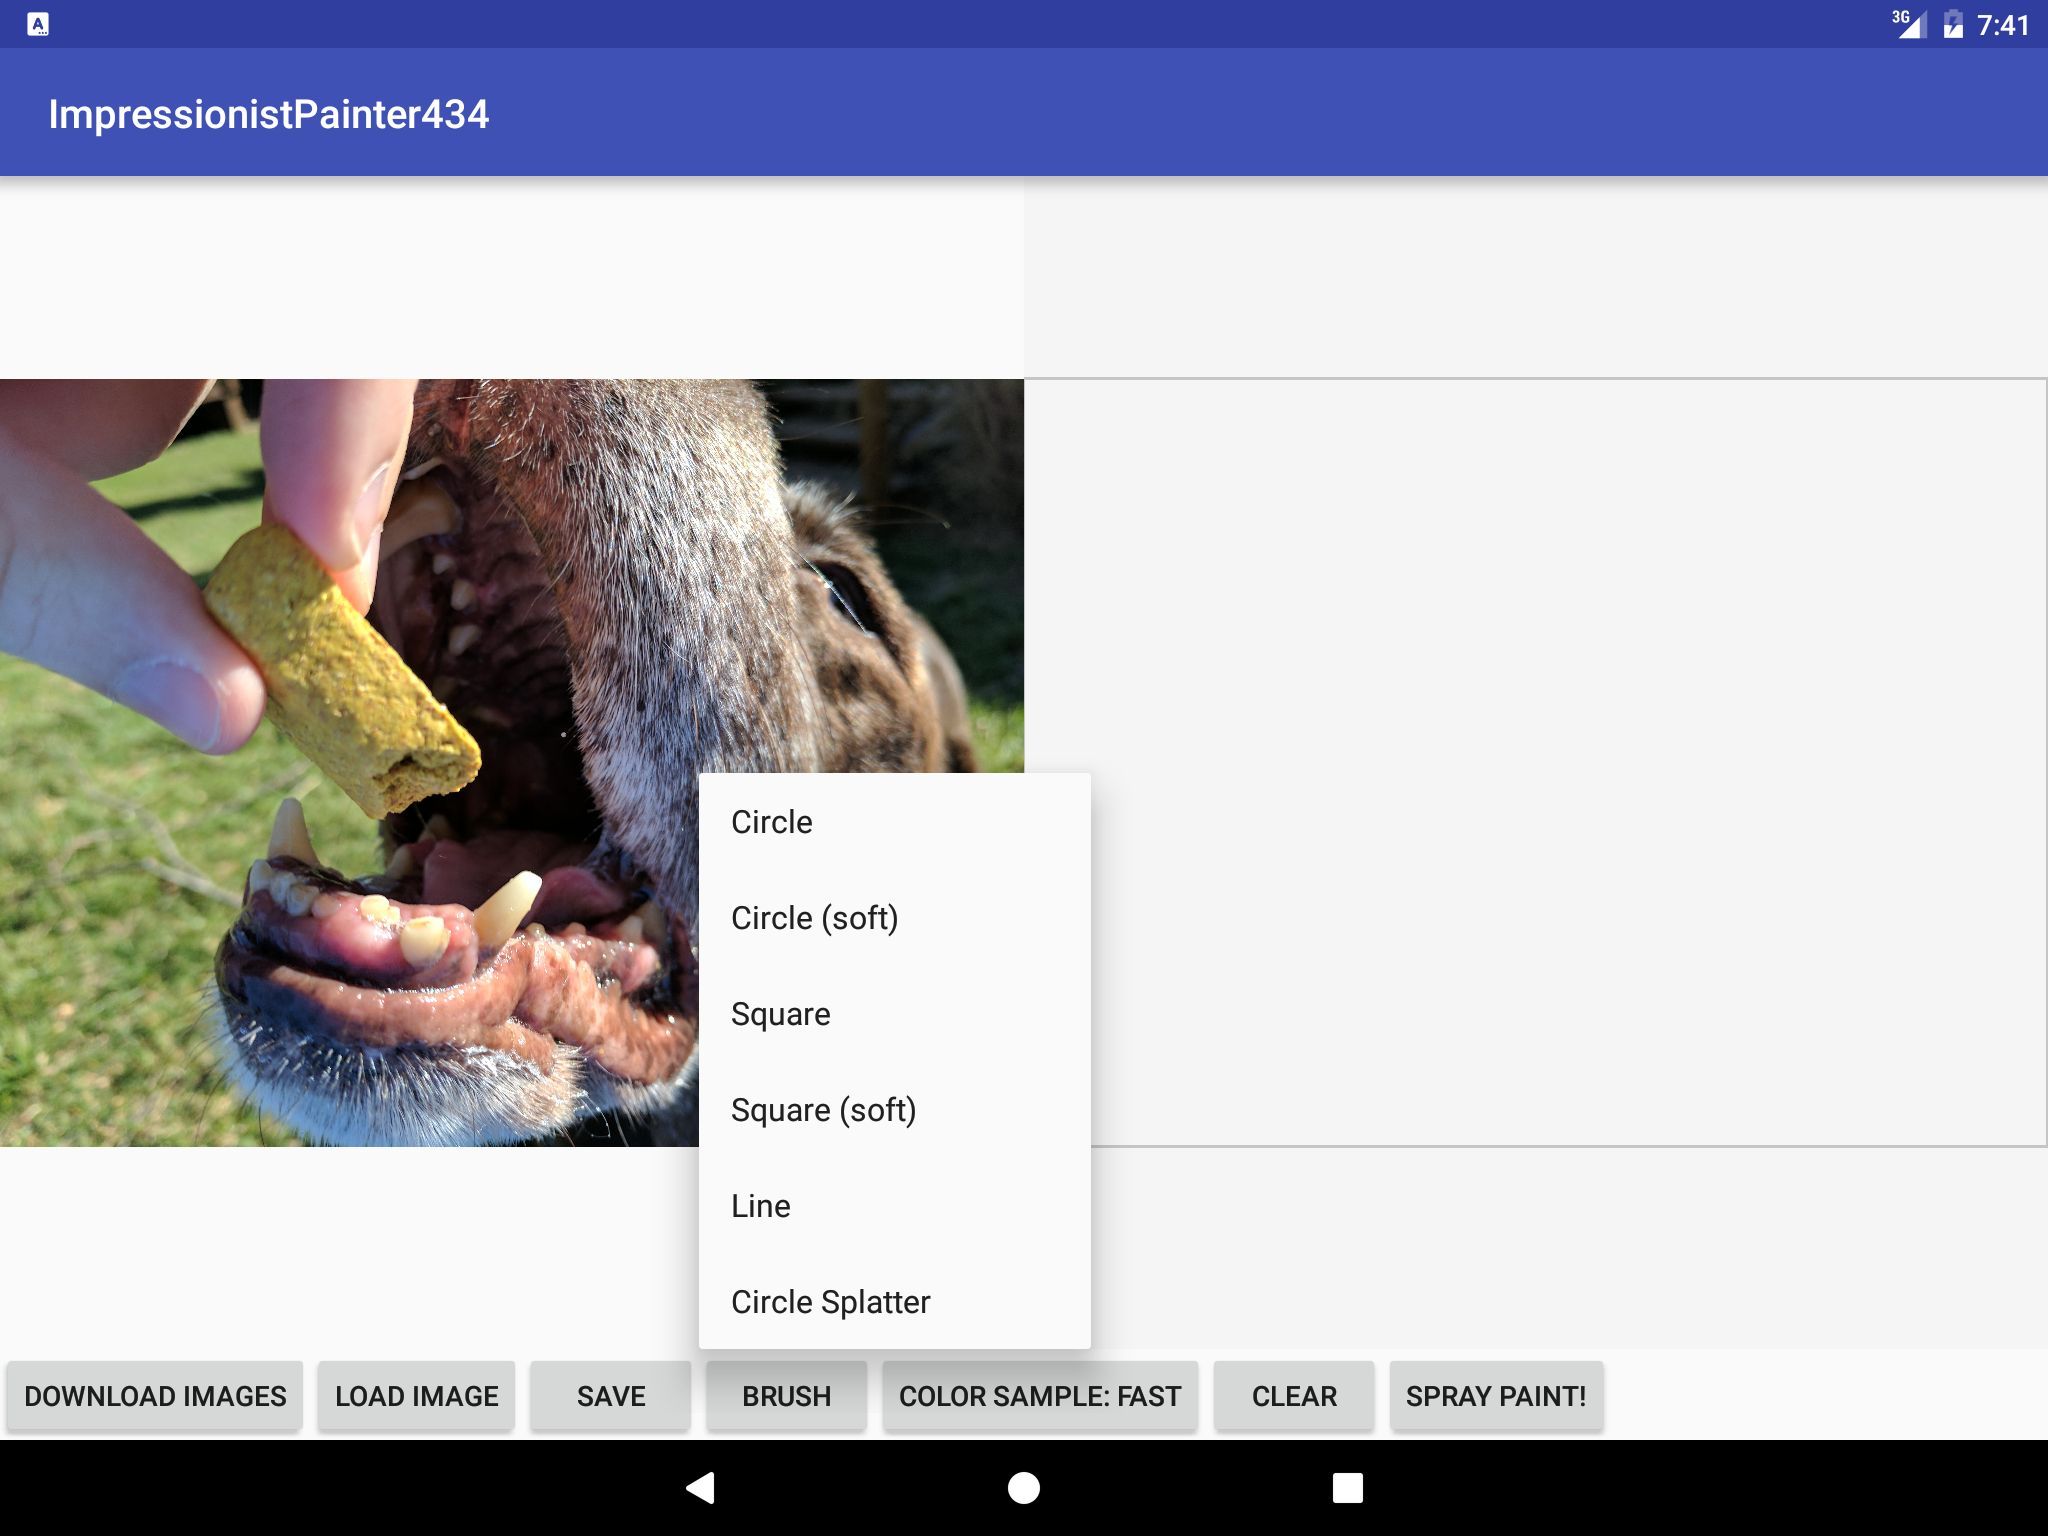 A
3G
7:41
ImpressionistPainter434
Circle
Circle (soft)
Square
Square (soft)
Line
Circle Splatter
DOWNLOAD IMAGES
LOAD IMAGE
SAVE
BRUSH
COLOR SAMPLE: FAST
CLEAR
SPRAY PAINT!